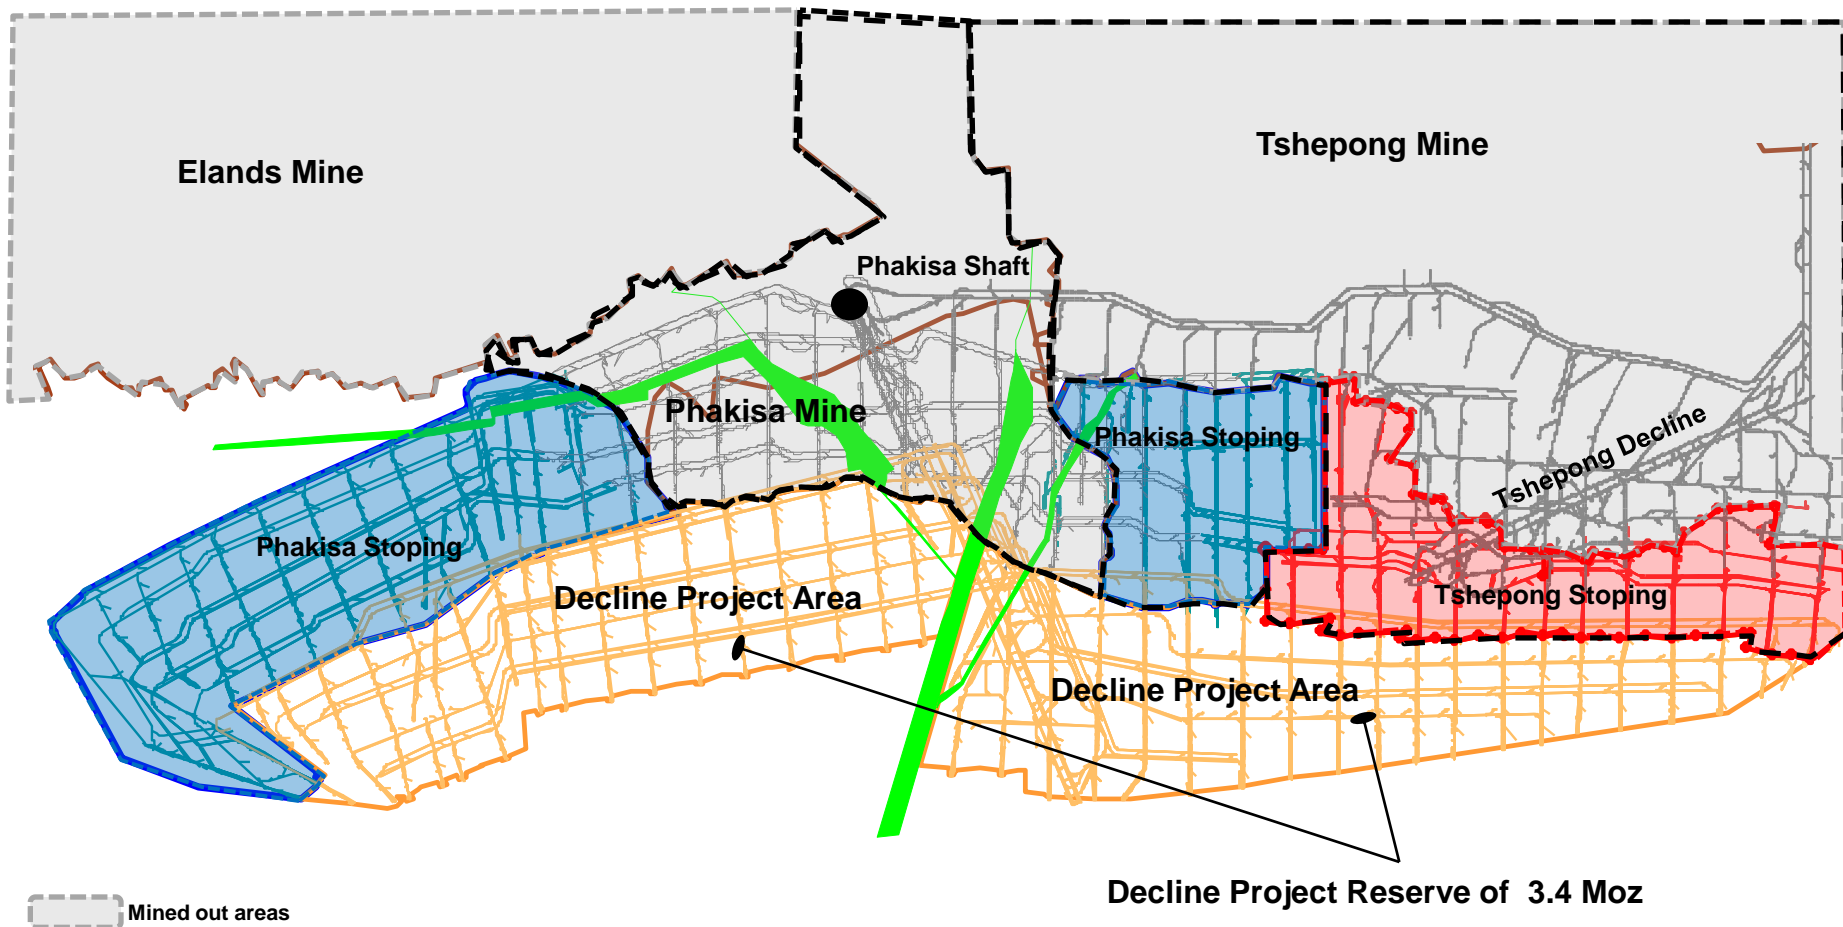 Elands Mine
Tshepong Mine
Phakisa Shaft
Phakisa Mine
Phakisa Stoping
Tshepong Decline
Phakisa Stoping
Decline Project Area
Tshepong Stoping
Decline Project Area
Decline Project Reserve of 3.4 Moz
Mined out areas